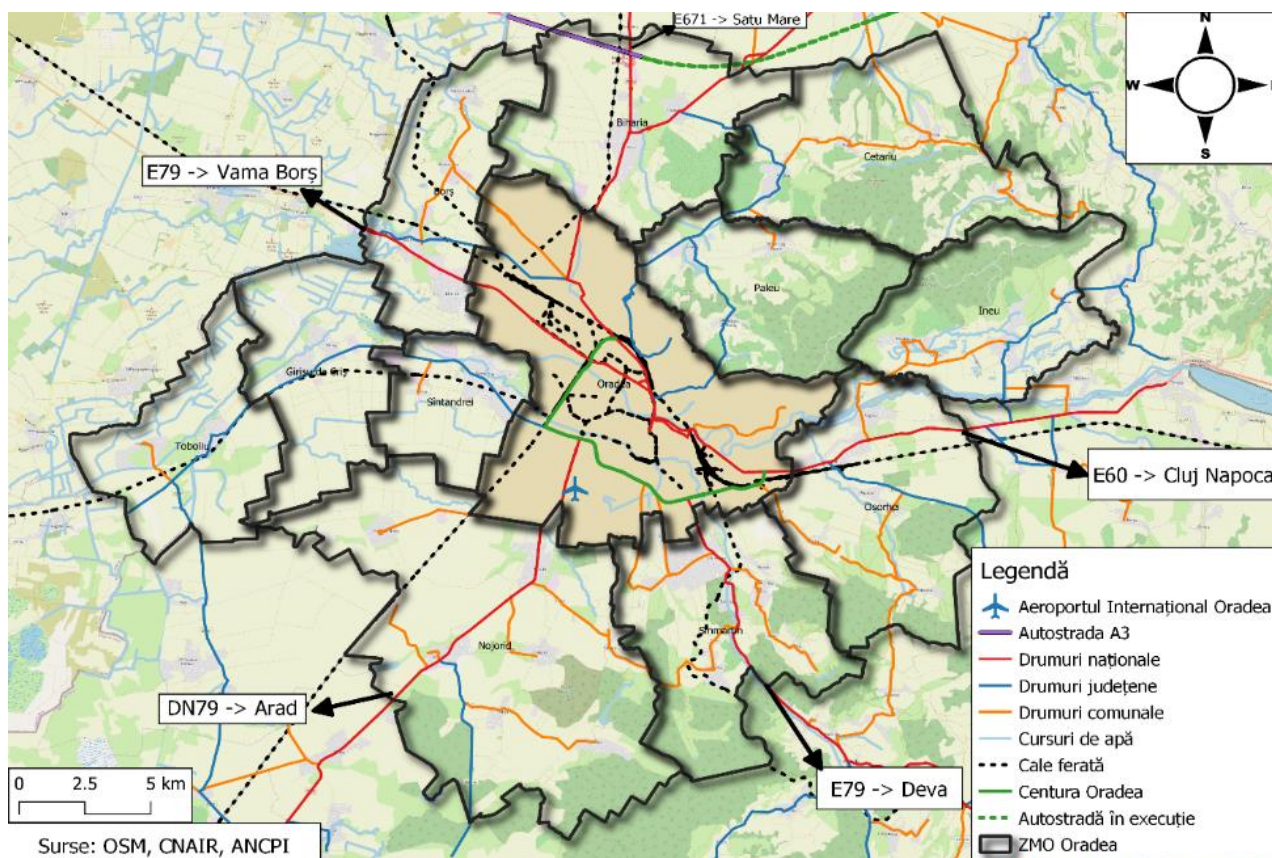 E671 -> Satu Mare
N
W
S
Biharia
Cetariu
E79 -> Vama Borș
Borș
Paleu
Ineu
Girișu de Criș
Oradea
Sîntandrei
Toboliu
E60 -> Cluj Napoca
Osorhei
Sînmartin
Nojorid
DN79 -> Arad
E79 -> Deva
Legendă
Aeroportul Internațional Oradea
Autostrada A3
Drumuri naționale
Drumuri județene
Drumuri comunale
Cursuri de apă
Cale ferată
Centura Oradea
Autostradă în execuție
ZMO Oradea
0 2.5 5 km
Surse: OSM, CNAIR, ANCPI